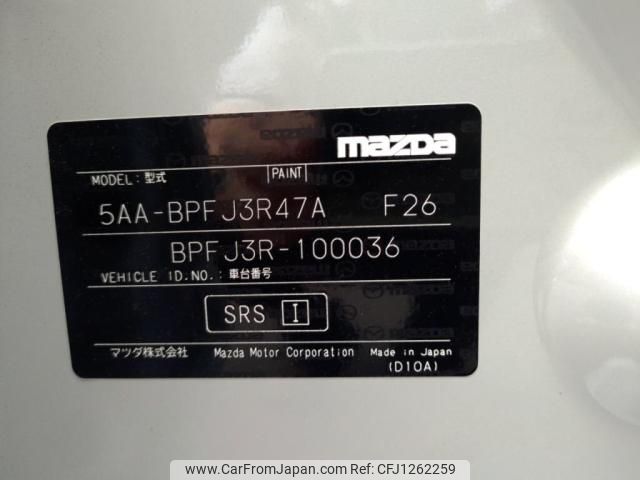 mazda
MODEL : 型式 PAINT
5AA-BPFJ3R47A F26
BPFJ3R-100036
VEHICLE ID.NO. : 車台番号
SRS I
マツダ株式会社 Mazda Motor Corporation Made in Japan
(D10A)
www.CarFromJapan.com © CarFromJapan - CFJ1262259